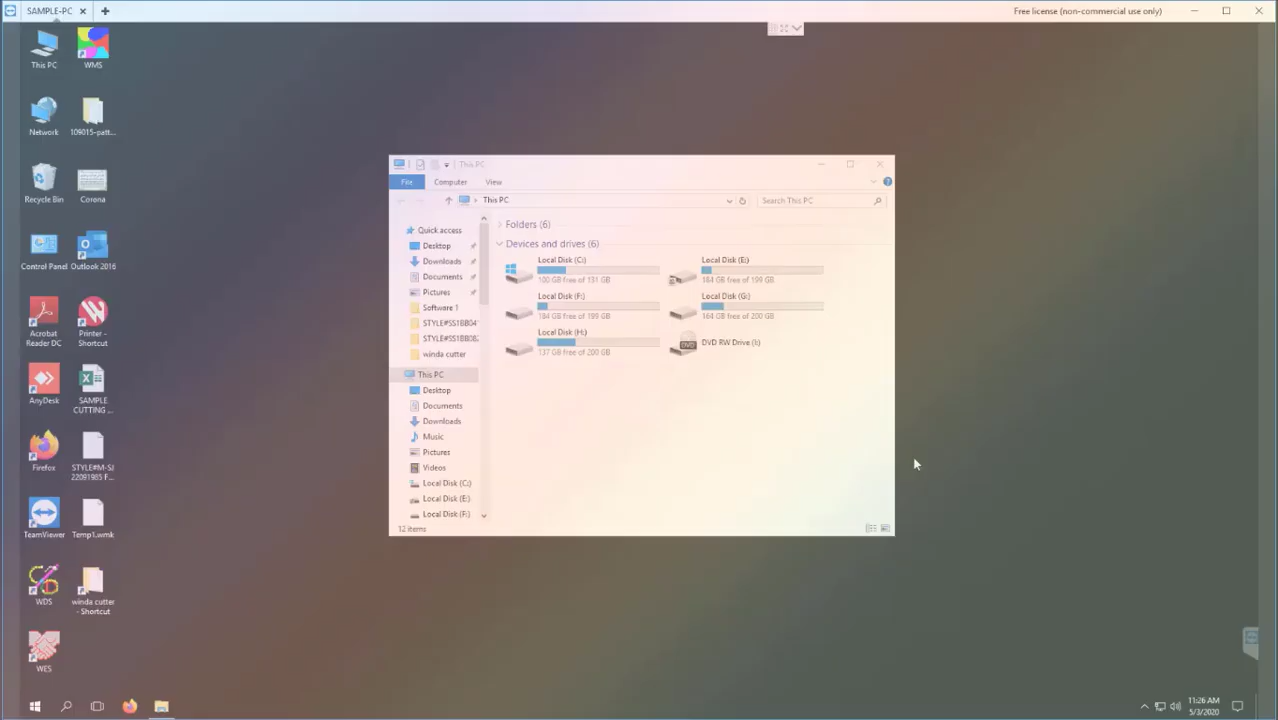 SAMPLE-PC
Free license (non-commercial use only)
This PC
WMS
Network
109015-patt...
Recycle Bin
Corona
Control Panel
Outlook 2016
Acrobat
Reader DC
Printer -
Shortcut
AnyDesk
SAMPLE
CUTTING ...
Firefox
STYLE#M-SJ
22091985 F...
TeamViewer
Temp1.wmk
WDS
winda cutter
- Shortcut
WES
This PC
File
Computer
View
This PC
Search This PC
Quick access
Desktop
Downloads
Documents
Pictures
Software 1
STYLE#SS1BB04
STYLE#SS1BB08
winda cutter
This PC
Desktop
Documents
Downloads
Music
Pictures
Videos
Local Disk (C:)
Local Disk (E:)
Local Disk (F:)
Folders (6)
Devices and drives (6)
Local Disk (C:)
100 GB free of 131 GB
Local Disk (E:)
184 GB free of 199 GB
Local Disk (F:)
184 GB free of 199 GB
Local Disk (G:)
164 GB free of 200 GB
Local Disk (H:)
137 GB free of 200 GB
DVD
DVD RW Drive (I:)
12 items
11:26 AM
5/3/2020